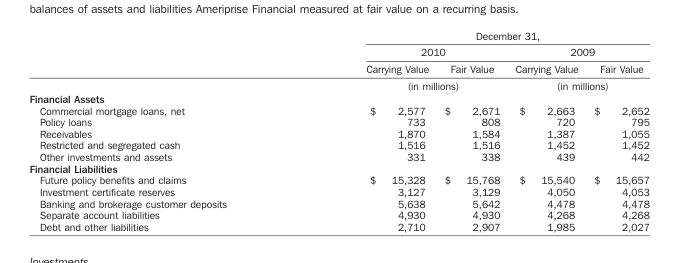 balances of assets and liabilities Ameriprise Financial measured at fair value on a recurring basis.
December 31,
2010 2009
Carrying Value Fair Value Carrying Value Fair Value
(in millions) (in millions)
Financial Assets
Commercial mortgage loans, net $ 2,577 $ 2,671 $ 2,663 $ 2,652
Policy loans 733 808 720 795
Receivables 1,870 1,584 1,387 1,055
Restricted and segregated cash 1,516 1,516 1,452 1,452
Other investments and assets 331 338 439 442
Financial Liabilities
Future policy benefits and claims $ 15,328 $ 15,768 $ 15,540 $ 15,657
Investment certificate reserves 3,127 3,129 4,050 4,053
Banking and brokerage customer deposits 5,638 5,642 4,478 4,478
Separate account liabilities 4,930 4,930 4,268 4,268
Debt and other liabilities 2,710 2,907 1,985 2,027
Investments